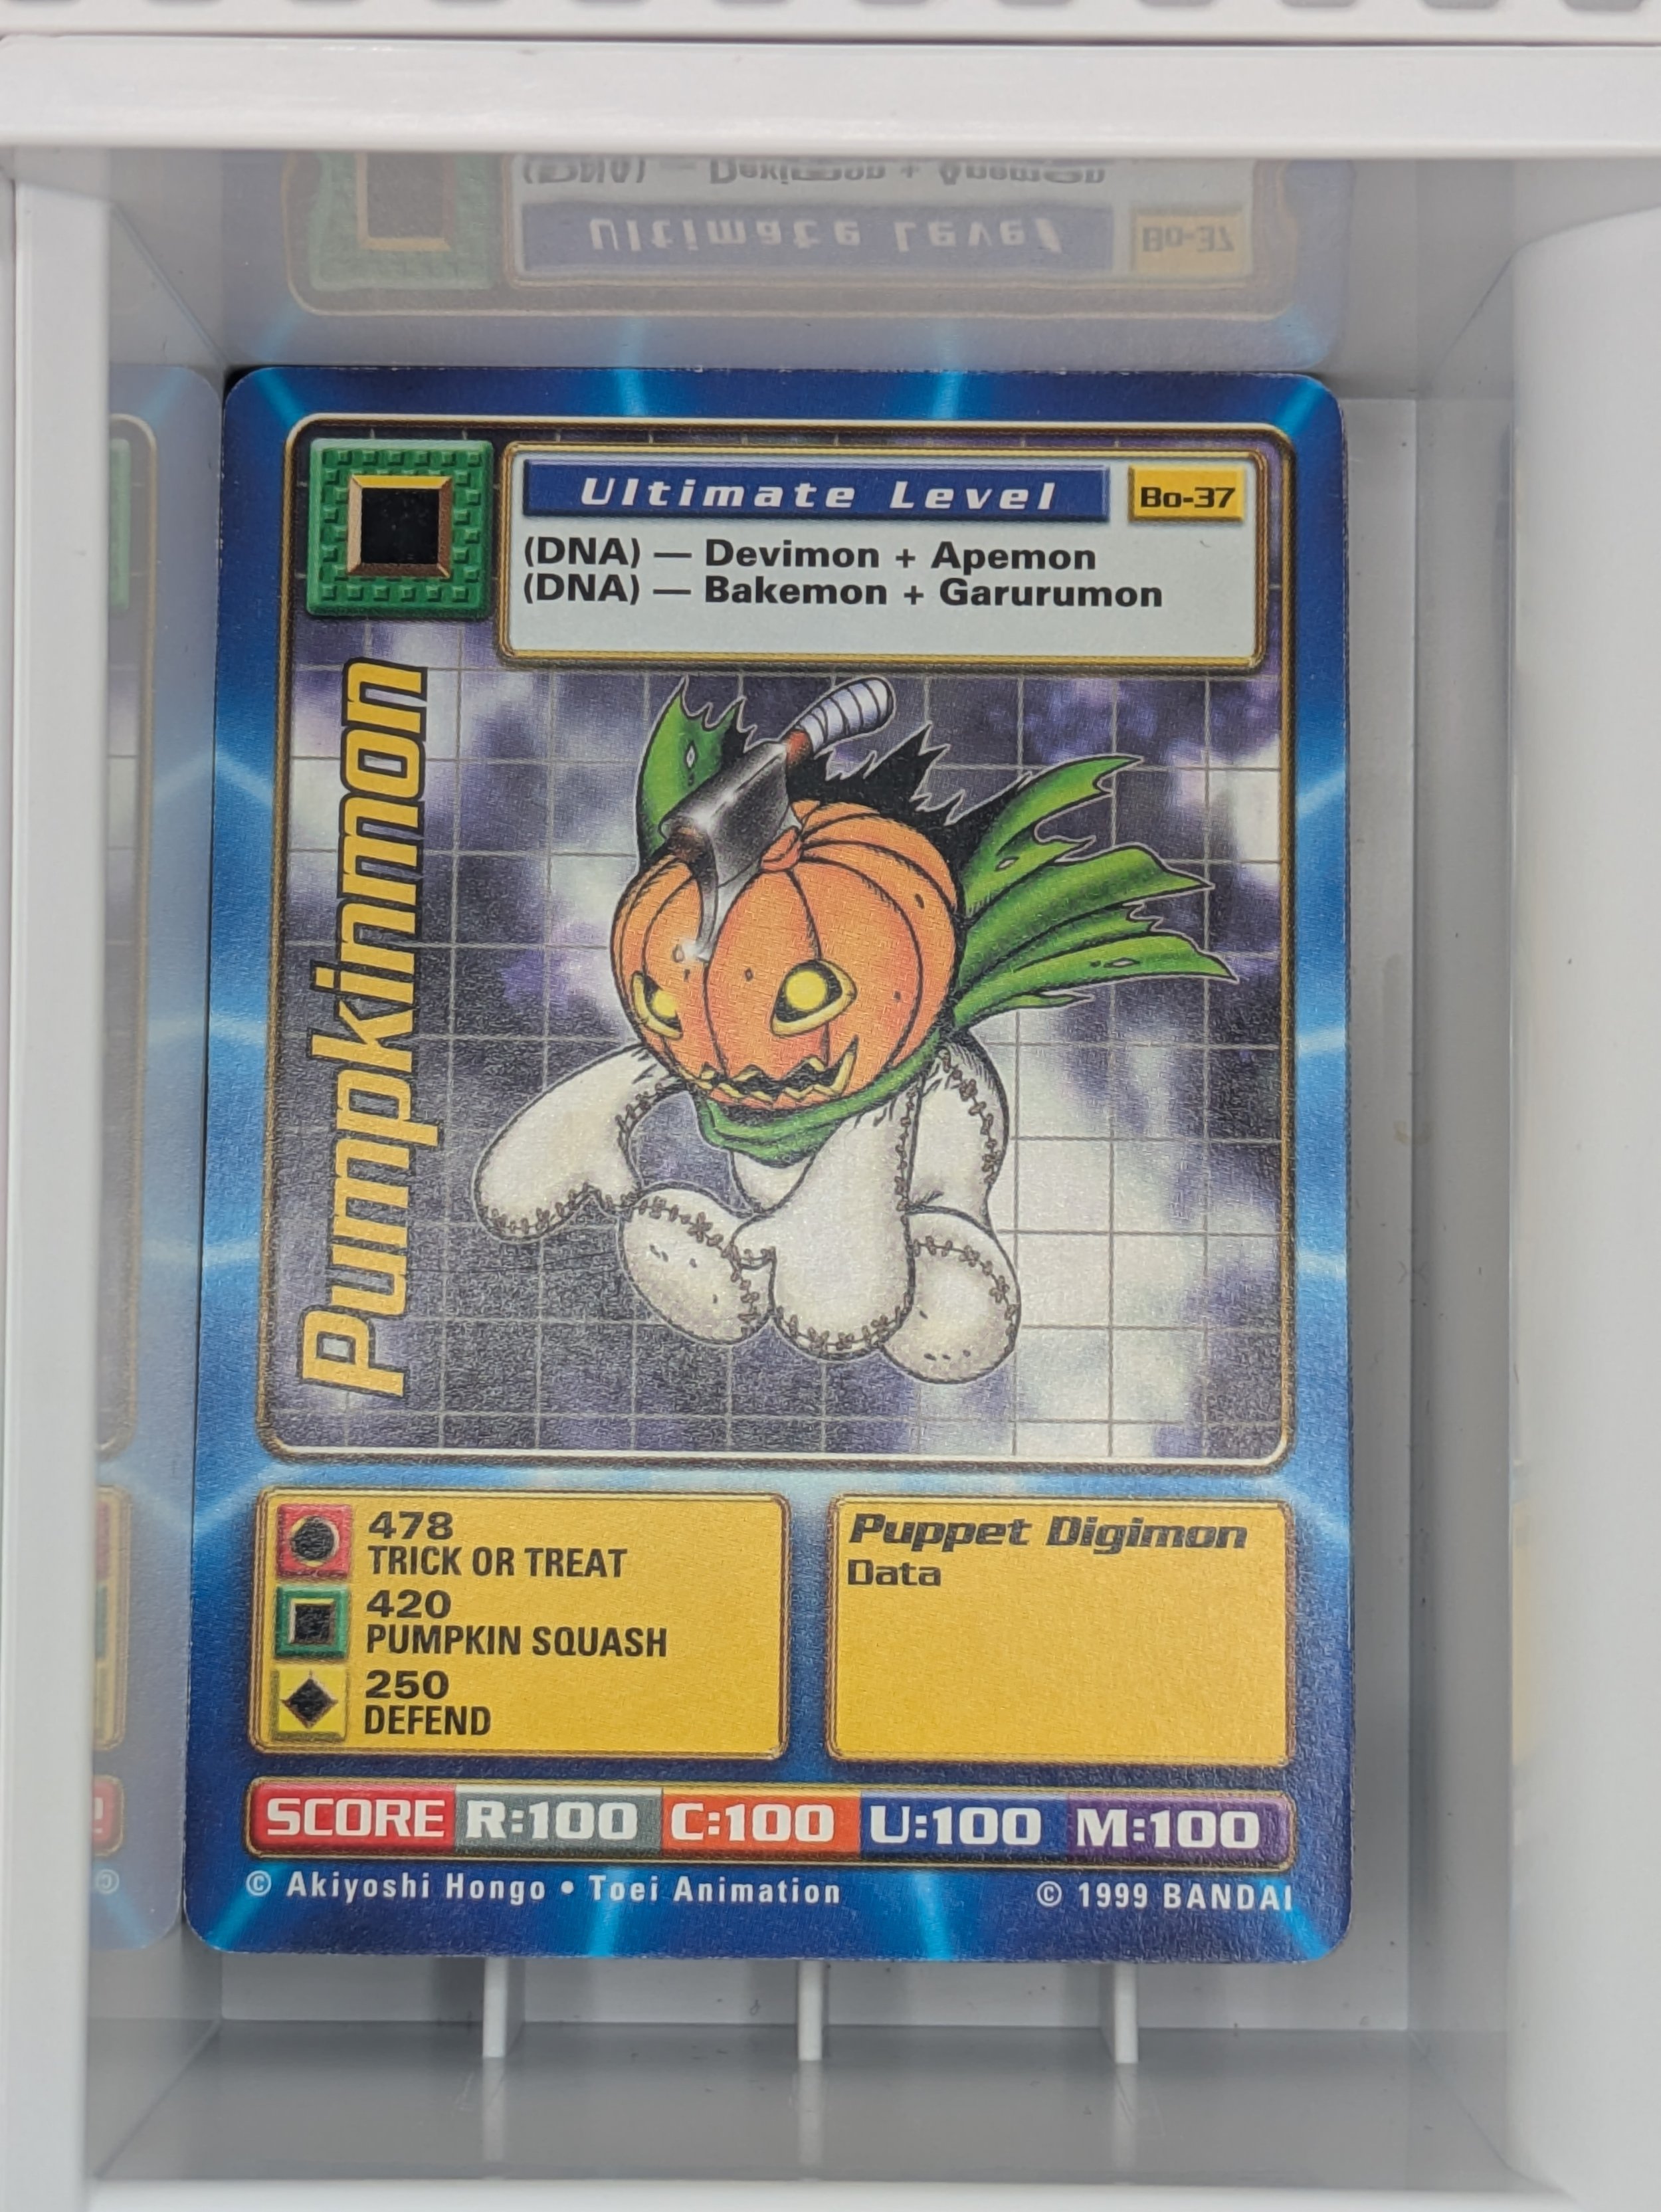 Ultimate Level Bo-37
(DNA) — Devimon + Apemon
(DNA) — Bakemon + Garurumon
Pumpkinmon
478
TRICK OR TREAT
420
PUMPKIN SQUASH
250
DEFEND
Puppet Digimon
Data
SCORE R:100 C:100 U:100 M:100
© Akiyoshi Hongo • Toei Animation © 1999 BANDAI